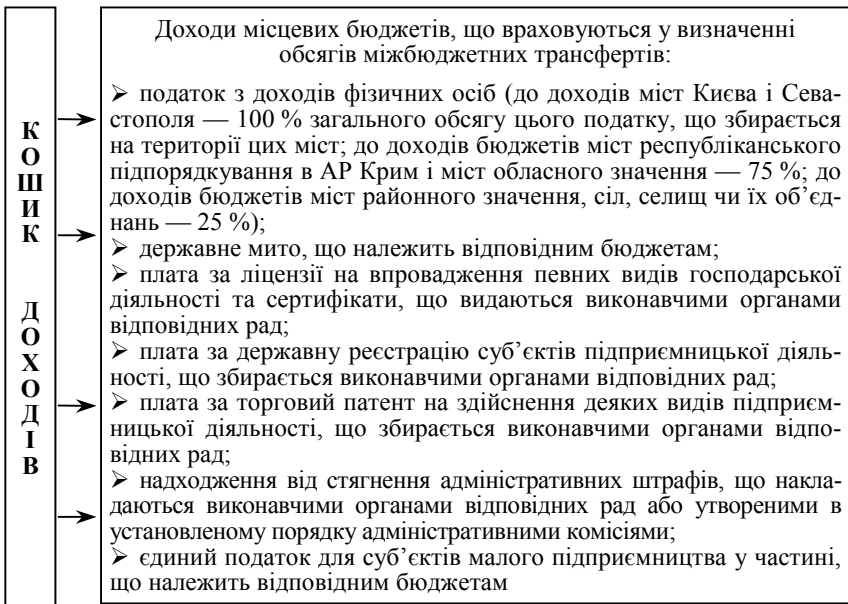 КОШИК ДОХОДІВ
Доходи місцевих бюджетів, що враховуються у визначенні
обсягів міжбюджетних трансфертів:
➢ податок з доходів фізичних осіб (до доходів міст Києва і Сева-
стополя — 100 % загального обсягу цього податку, що збирається
на території цих міст; до доходів бюджетів міст республіканського
підпорядкування в АР Крим і міст обласного значення — 75 %; до
доходів бюджетів міст районного значення, сіл, селищ чи їх об’єд-
нань — 25 %);
➢ державне мито, що належить відповідним бюджетам;
➢ плата за ліцензії на впровадження певних видів господарської
діяльності та сертифікати, що видаються виконавчими органами
відповідних рад;
➢ плата за державну реєстрацію суб’єктів підприємницької діяль-
ності, що збирається виконавчими органами відповідних рад;
➢ плата за торговий патент на здійснення деяких видів підприєм-
ницької діяльності, що збирається виконавчими органами відпо-
відних рад;
➢ надходження від стягнення адміністративних штрафів, що накла-
даються виконавчими органами відповідних рад або утвореними в
установленому порядку адміністративними комісіями;
➢ єдиний податок для суб’єктів малого підприємництва у частині,
що належить відповідним бюджетам